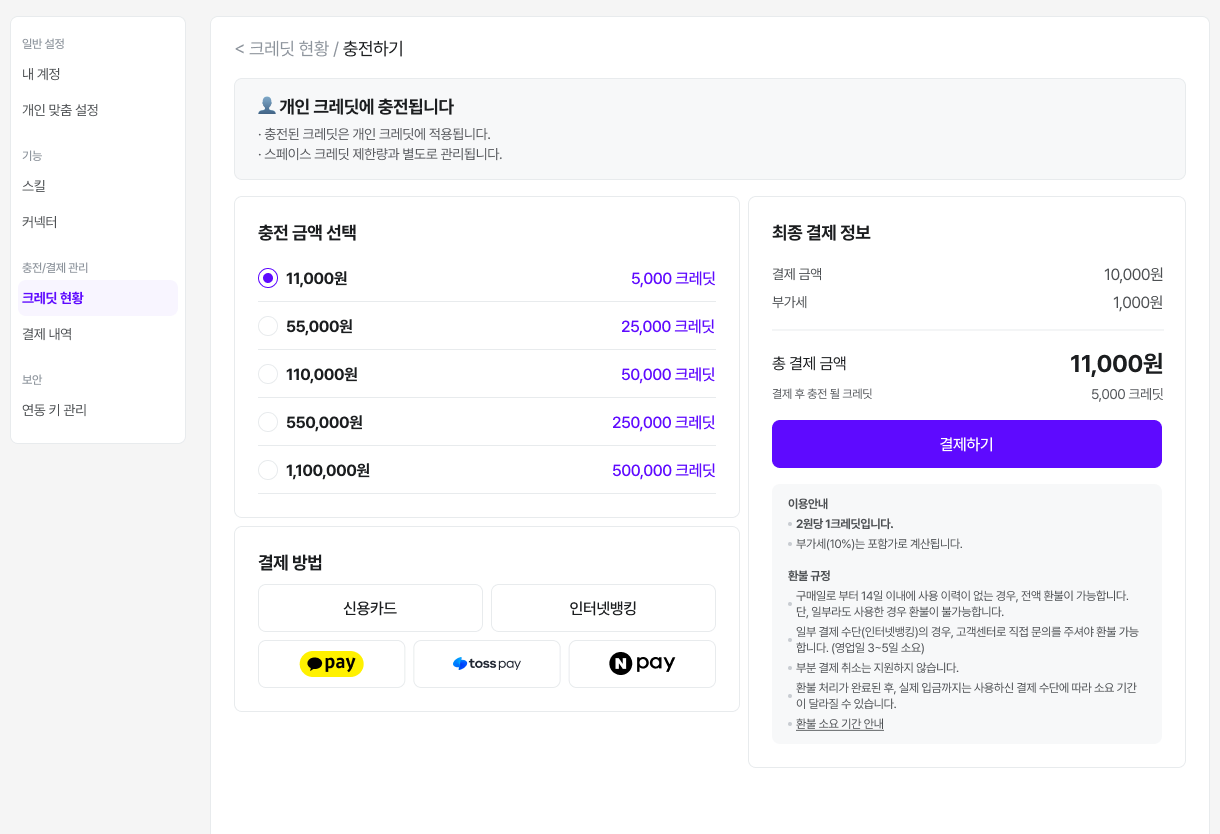 일반 설정
내 계정
개인 맞춤 설정
기능
스킬
커넥터
충전/결제 관리
크레딧 현황
결제 내역
보안
연동 키 관리
< 크레딧 현황 / 충전하기
개인 크레딧에 충전됩니다
· 충전된 크레딧은 개인 크레딧에 적용됩니다.
· 스페이스 크레딧 제한량과 별도로 관리됩니다.
충전 금액 선택
11,000원 5,000 크레딧
55,000원 25,000 크레딧
110,000원 50,000 크레딧
550,000원 250,000 크레딧
1,100,000원 500,000 크레딧
결제 방법
신용카드 인터넷뱅킹
pay toss pay N pay
최종 결제 정보
결제 금액 10,000원
부가세 1,000원
총 결제 금액 11,000원
결제 후 충전 될 크레딧 5,000 크레딧
결제하기
이용안내
2원당 1크레딧입니다.
부가세(10%)는 포함가로 계산됩니다.
환불 규정
구매일로 부터 14일 이내에 사용 이력이 없는 경우, 전액 환불이 가능합니다.
단, 일부라도 사용한 경우 환불이 불가능합니다.
일부 결제 수단(인터넷뱅킹)의 경우, 고객센터로 직접 문의를 주셔야 환불 가능
합니다. (영업일 3~5일 소요)
부분 결제 취소는 지원하지 않습니다.
환불 처리가 완료된 후, 실제 입금까지는 사용하신 결제 수단에 따라 소요 기간
이 달라질 수 있습니다.
환불 소요 기간 안내